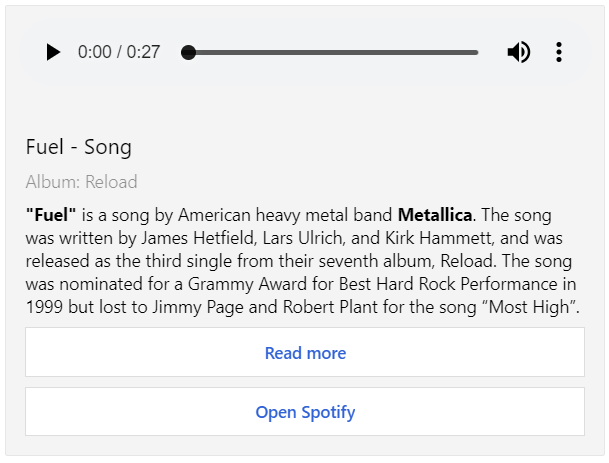 0:00 / 0:27
Fuel - Song
Album: Reload
"Fuel" is a song by American heavy metal band Metallica. The song
was written by James Hetfield, Lars Ulrich, and Kirk Hammett, and was
released as the third single from their seventh album, Reload. The song
was nominated for a Grammy Award for Best Hard Rock Performance in
1999 but lost to Jimmy Page and Robert Plant for the song “Most High”.
Read more
Open Spotify